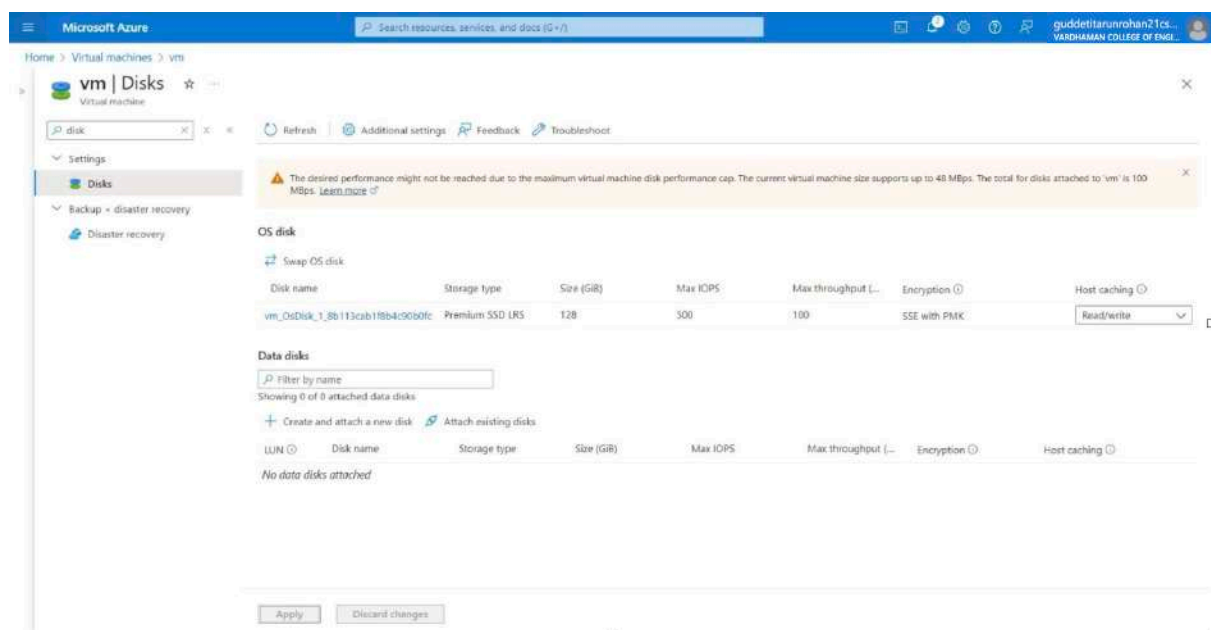 Microsoft Azure
Search resources, services, and docs (G+/)
guddetitarunrohan21cs...
VARDHAMAN COLLEGE OF ENGI...
Home > Virtual machines > vm
vm | Disks
Virtual machine
disk
Refresh
Additional settings
Feedback
Troubleshoot
Settings
Disks
Backup + disaster recovery
Disaster recovery
The desired performance might not be reached due to the maximum virtual machine disk performance cap. The current virtual machine size supports up to 48 MBps. The total for disks attached to 'vm' is 100
MBps. Learn more
OS disk
Swap OS disk
Disk name Storage type Size (GiB) Max IOPS Max throughput (... Encryption Host caching
Premium SSD LRS 128 500 100 SSE with PMK Read/write
Data disks
Filter by name
Showing 0 of 0 attached data disks
+ Create and attach a new disk Attach existing disks
LUN Disk name Storage type Size (GiB) Max IOPS Max throughput (... Encryption Host caching
No data disks attached
Apply Discard changes